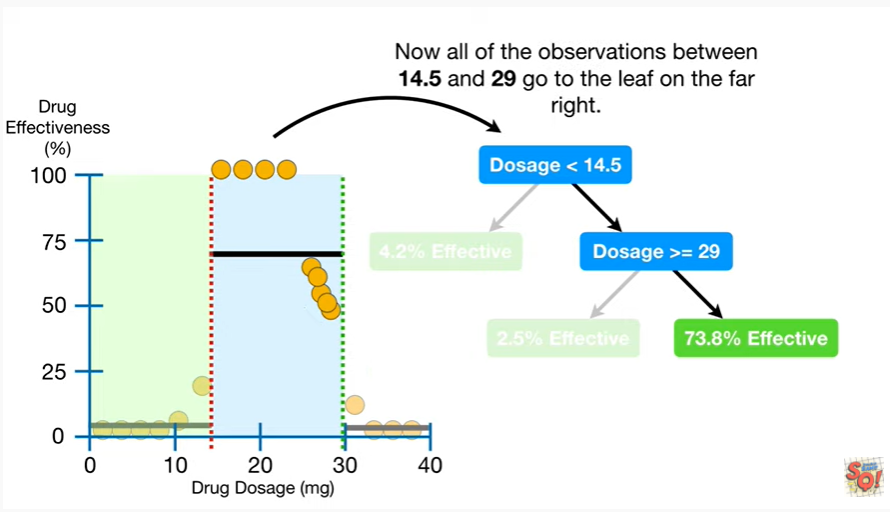 Now all of the observations between
14.5 and 29 go to the leaf on the far
right.
Drug
Effectiveness
(%)
100
75
50
25
0
0 10 20 30 40
Drug Dosage (mg)
Dosage < 14.5
4.2% Effective
Dosage >= 29
2.5% Effective
73.8% Effective
SQ!